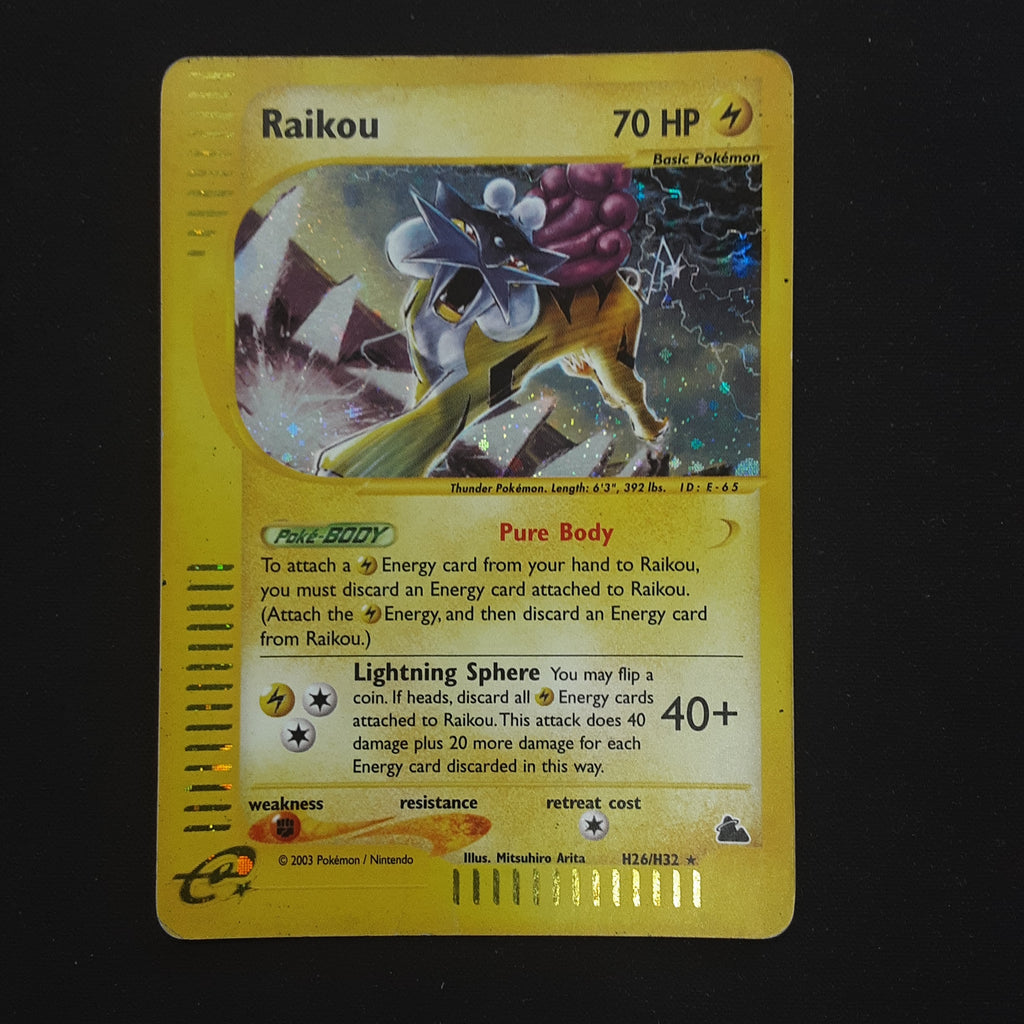 Raikou 70 HP
Basic Pokémon
Thunder Pokémon. Length: 6'3", 392 lbs. ID: E-65
Poké-BODY Pure Body
To attach a Energy card from your hand to Raikou,
you must discard an Energy card attached to Raikou.
(Attach the Energy, and then discard an Energy card
from Raikou.)
Lightning Sphere You may flip a
coin. If heads, discard all Energy cards
attached to Raikou. This attack does 40
damage plus 20 more damage for each
Energy card discarded in this way.
40+
weakness resistance retreat cost
© 2003 Pokémon / Nintendo Illus. Mitsuhiro Arita H26/H32 ★
e